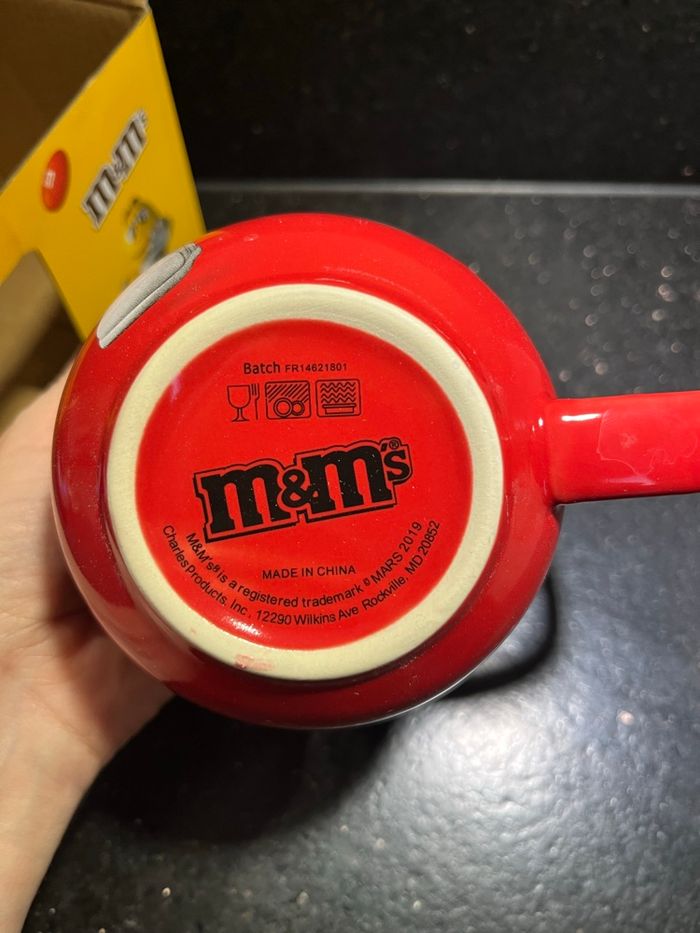 m&m's
m
Batch FR14621801
m&m's®
MADE IN CHINA
M&M's® is a registered trademark ® MARS 2019
Charles Products, Inc. 12290 Wilkins Ave Rockville, MD 20852